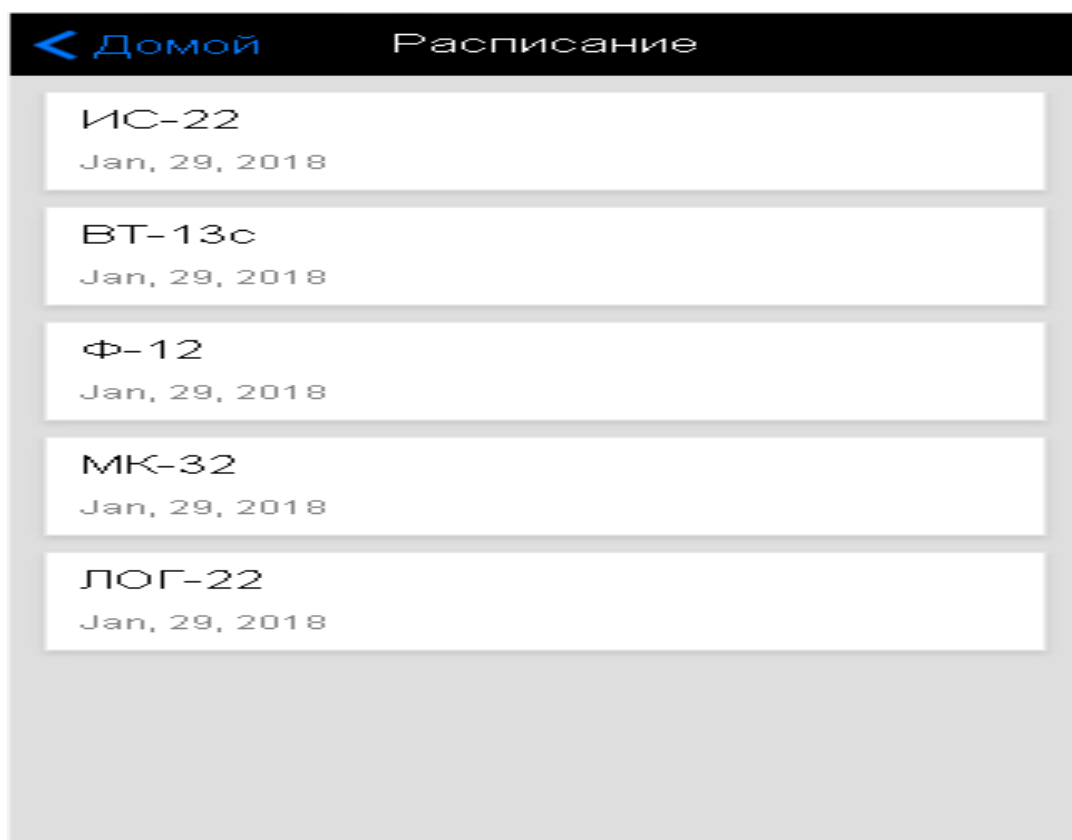 < Домой Расписание
ИС-22
Jan, 29, 2018
ВТ-13с
Jan, 29, 2018
Ф-12
Jan, 29, 2018
МК-32
Jan, 29, 2018
ЛОГ-22
Jan, 29, 2018